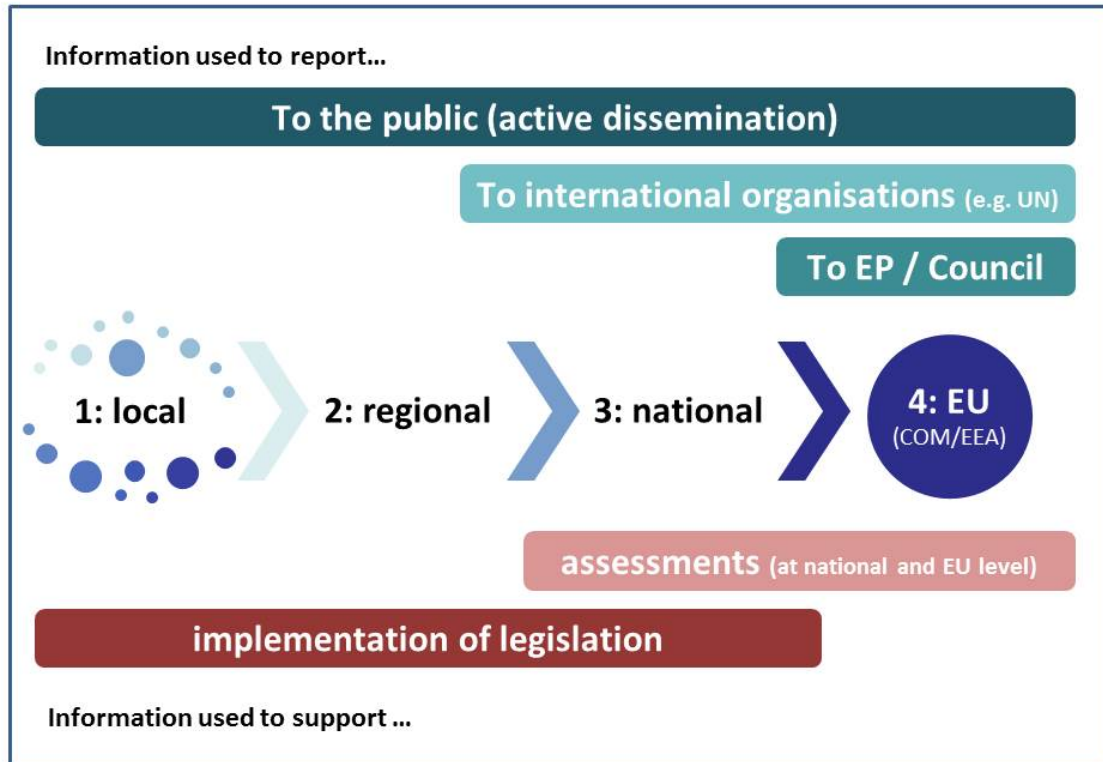 Information used to report...
To the public (active dissemination)
To international organisations (e.g. UN)
To EP / Council
1: local
2: regional
3: national
4: EU
(COM/EEA)
assessments (at national and EU level)
implementation of legislation
Information used to support ...